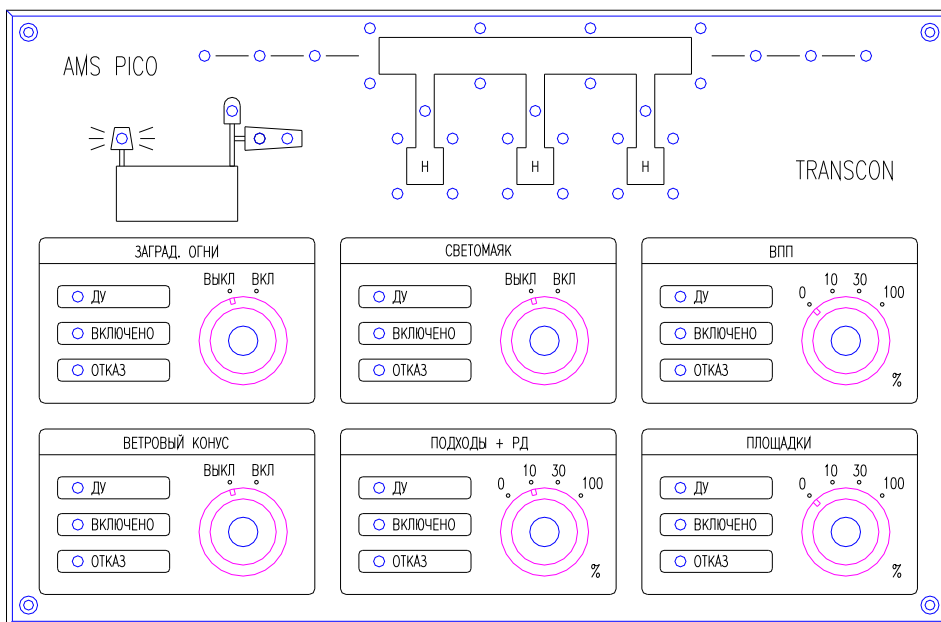 AMS PICO
H H H
TRANSCON
ЗАГРАД. ОГНИ
ВЫКЛ ВКЛ
ДУ
ВКЛЮЧЕНО
ОТКАЗ
СВЕТОМАЯК
ВЫКЛ ВКЛ
ДУ
ВКЛЮЧЕНО
ОТКАЗ
ВПП
0 10 30 100
ДУ
ВКЛЮЧЕНО
ОТКАЗ
%
ВЕТРОВЫЙ КОНУС
ВЫКЛ ВКЛ
ДУ
ВКЛЮЧЕНО
ОТКАЗ
ПОДХОДЫ + РД
0 10 30 100
ДУ
ВКЛЮЧЕНО
ОТКАЗ
%
ПЛОЩАДКИ
0 10 30 100
ДУ
ВКЛЮЧЕНО
ОТКАЗ
%